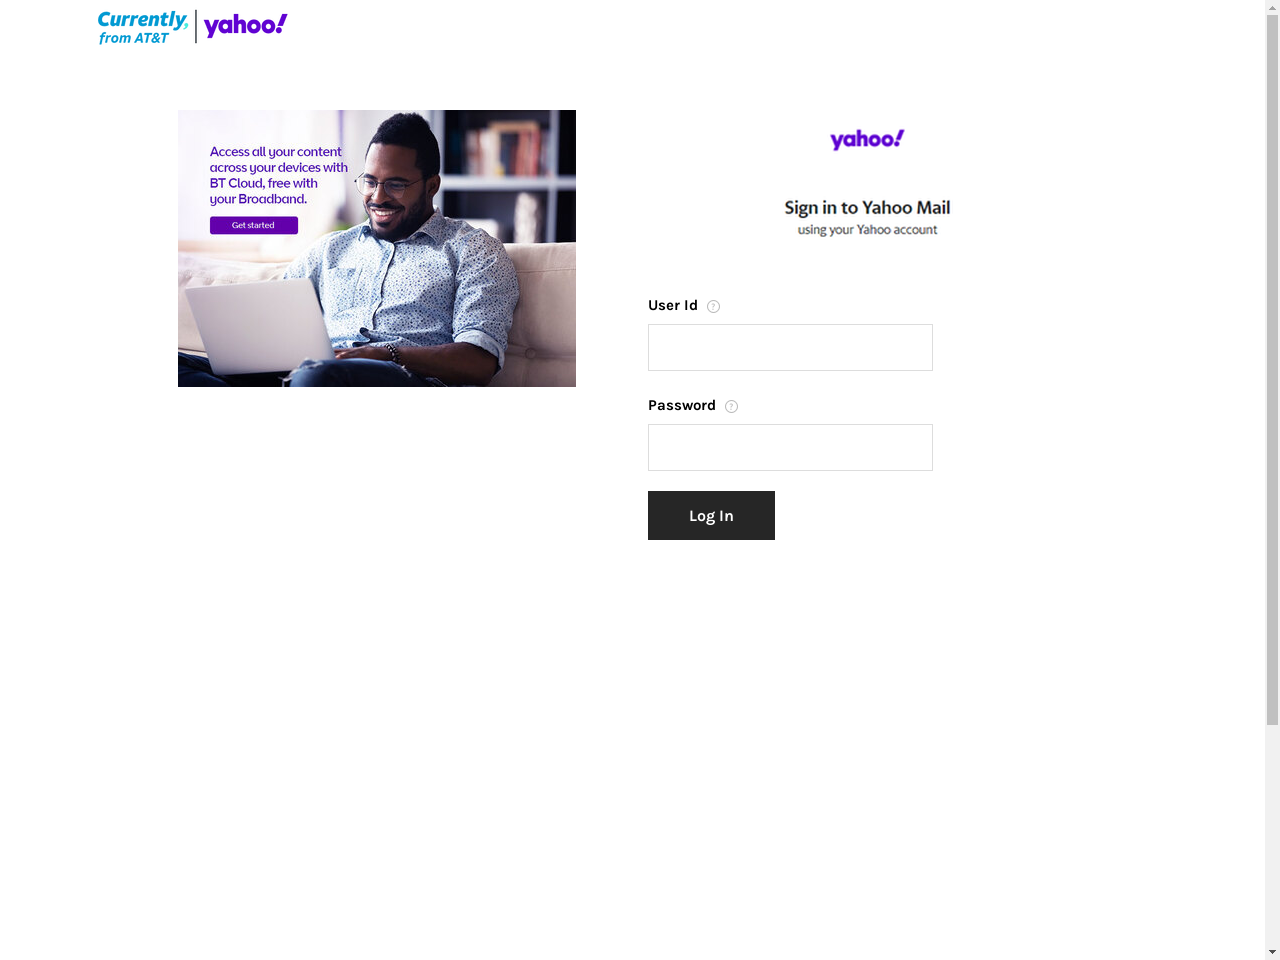 Currently,
from AT&T
yahoo!
Access all your content
across your devices with
BT Cloud, free with
your Broadband.
Get started
yahoo!
Sign in to Yahoo Mail
using your Yahoo account
User Id ?
Password ?
Log In